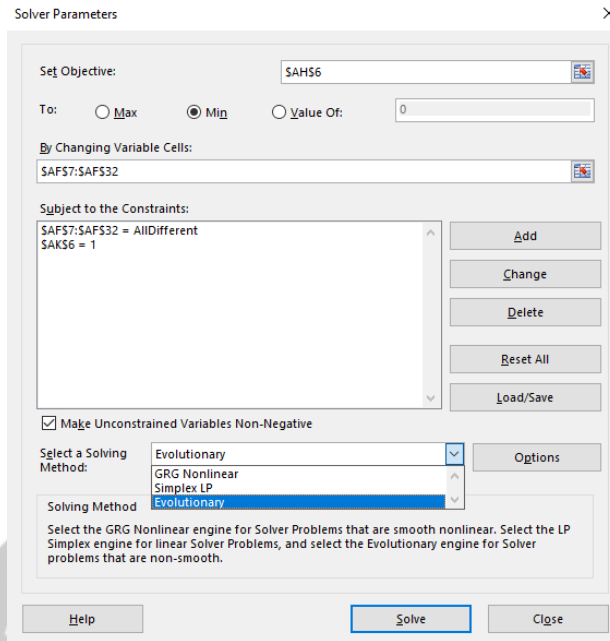 Solver Parameters
Set Objective: $AH$6
To: Max Min Value Of: 0
By Changing Variable Cells:
$AF$7:$AF$32
Subject to the Constraints:
$AF$7:$AF$32 = AllDifferent
$AK$6 = 1
Add
Change
Delete
Reset All
Load/Save
Make Unconstrained Variables Non-Negative
Select a Solving Method: Evolutionary Options
GRG Nonlinear
Simplex LP
Evolutionary
Solving Method
Select the GRG Nonlinear engine for Solver Problems that are smooth nonlinear. Select the LP
Simplex engine for linear Solver Problems, and select the Evolutionary engine for Solver
problems that are non-smooth.
Help Solve Close